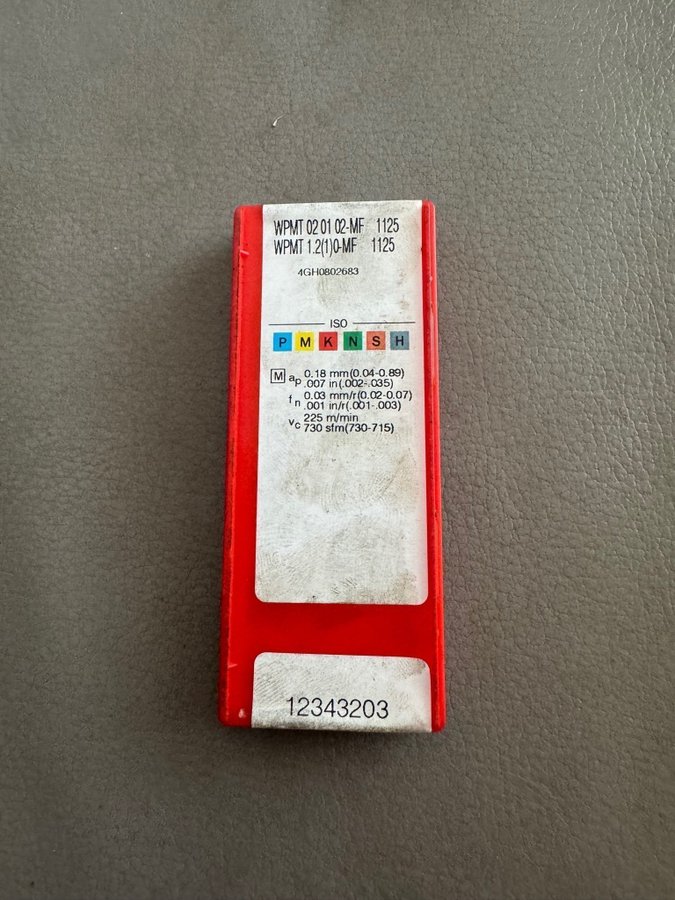 WPMT 02 01 02-MF 1125
WPMT 1.2(1)0-MF 1125
4GH0802683
ISO
P M K N S H
M ap 0.18 mm(0.04-0.89)
.007 in(.002-.035)
fn 0.03 mm/r(0.02-0.07)
.001 in/r(.001-.003)
vc 225 m/min
730 sfm(730-715)
12343203